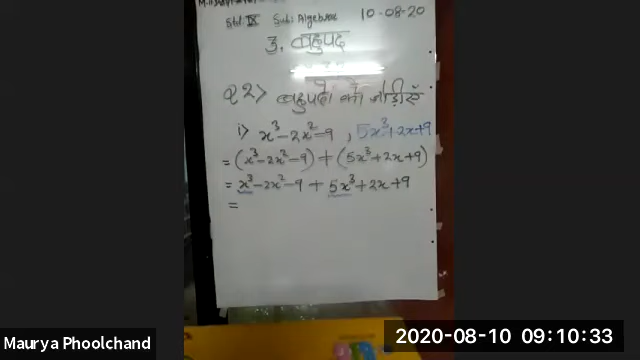 Std. IX Sub: Algebra 10-08-20
3. बहुपद
Q 2> बहुपदो को जोड़ीएँ
i> x³-2x²-9 , 5x³+2x+9
= (x³-2x²-9) + (5x³+2x+9)
= x³-2x²-9 + 5x³+2x+9
=
Maurya Phoolchand
2020-08-10 09:10:33